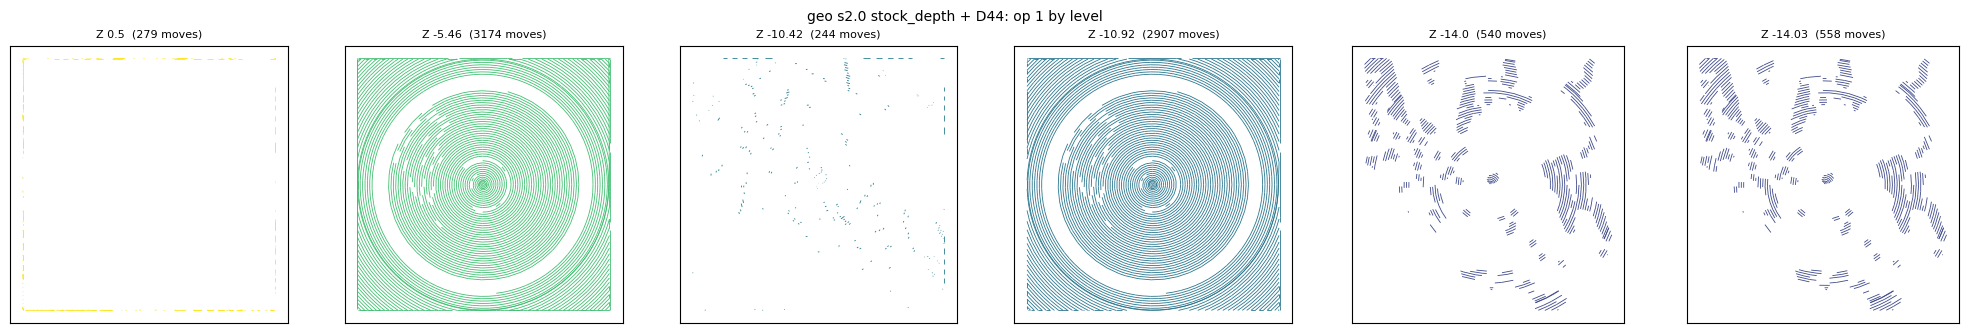 geo s2.0 stock_depth + D44: op 1 by level
Z 0.5 (279 moves)
Z -5.46 (3174 moves)
Z -10.42 (244 moves)
Z -10.92 (2907 moves)
Z -14.0 (540 moves)
Z -14.03 (558 moves)